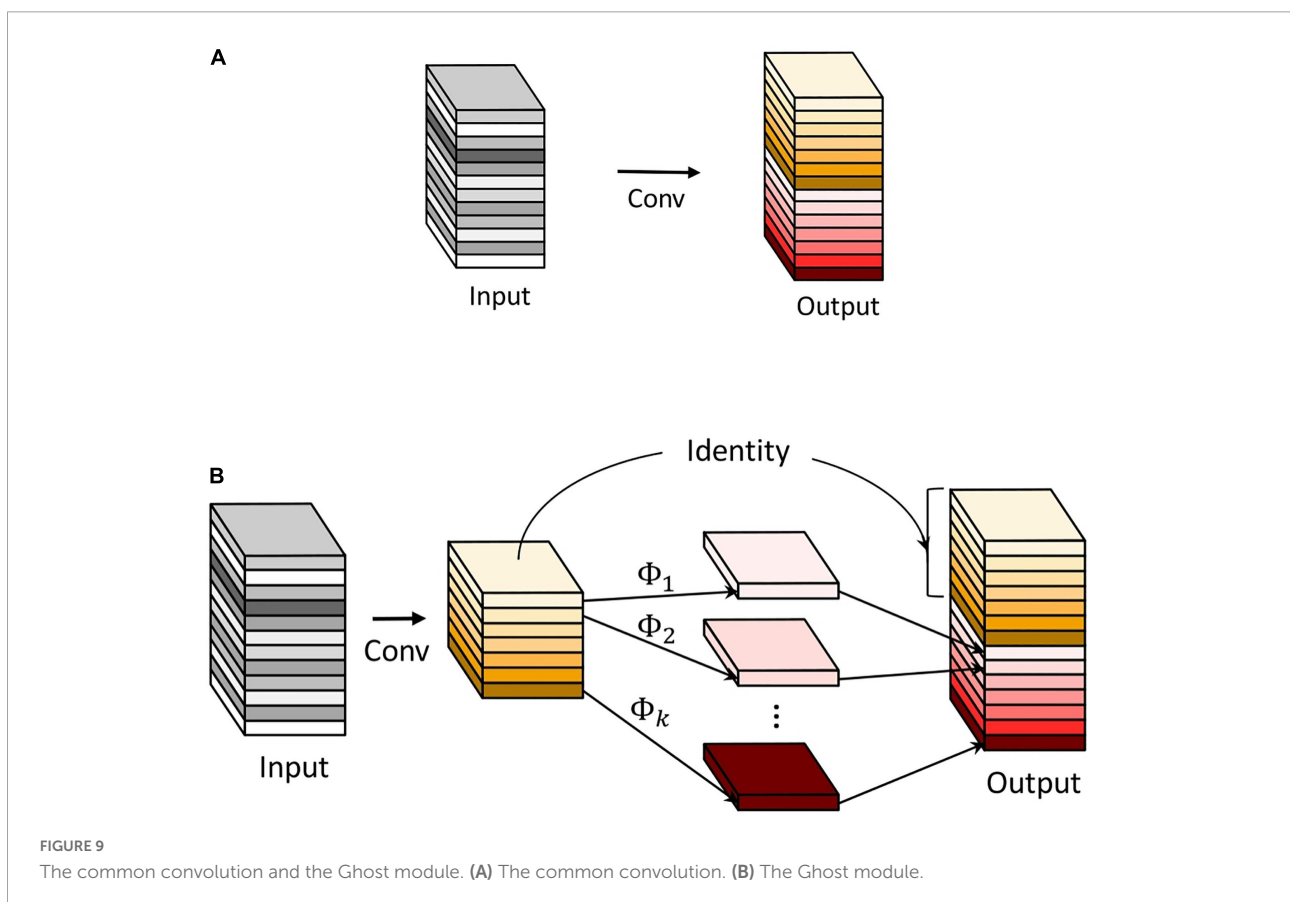 A
Conv
Input
Output
Identity
B
Φ1
Φ2
Conv
Φk
Input
Output
FIGURE 9
The common convolution and the Ghost module. (A) The common convolution. (B) The Ghost module.